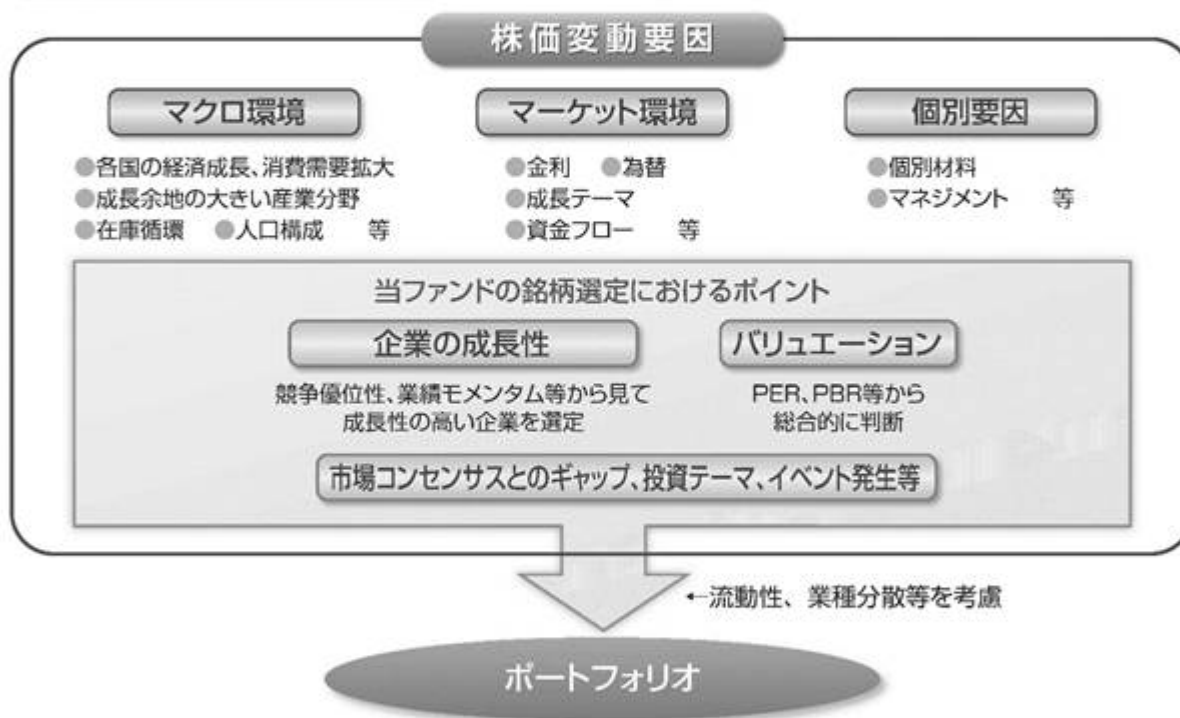 株価変動要因
マクロ環境
●各国の経済成長、消費需要拡大
●成長余地の大きい産業分野
●在庫循環 ●人口構成 等
マーケット環境
●金利 ●為替
●成長テーマ
●資金フロー 等
個別要因
●個別材料
●マネジメント 等
当ファンドの銘柄選定におけるポイント
企業の成長性
競争優位性、業績モメンタム等から見て
成長性の高い企業を選定
バリュエーション
PER、PBR等から
総合的に判断
市場コンセンサスとのギャップ、投資テーマ、イベント発生等
←流動性、業種分散等を考慮
ポートフォリオ